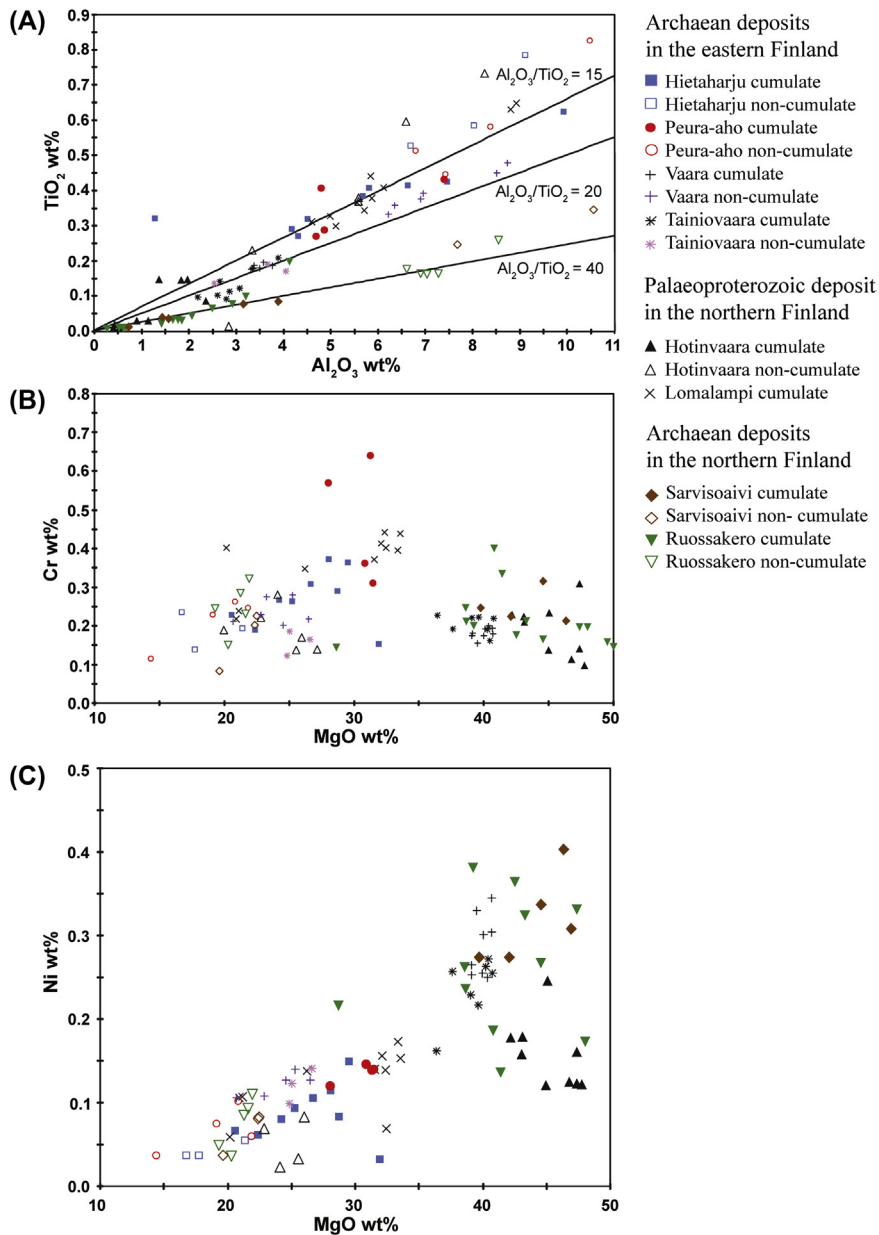 (A)
0.9
0.8
0.7
0.6
0.5
0.4
0.3
0.2
0.1
0.0
TiO₂ wt%
Al₂O₃/TiO₂ = 15
Al₂O₃/TiO₂ = 20
Al₂O₃/TiO₂ = 40
0 1 2 3 4 5 6 7 8 9 10 11
Al₂O₃ wt%
(B)
0.8
0.7
0.6
0.5
0.4
0.3
0.2
0.1
0.0
Cr wt%
10 20 30 40 50
MgO wt%
(C)
0.5
0.4
0.3
0.2
0.1
0.0
Ni wt%
10 20 30 40 50
MgO wt%
Archaean deposits
in the eastern Finland
Hietaharju cumulate
Hietaharju non-cumulate
Peura-aho cumulate
Peura-aho non-cumulate
Vaara cumulate
Vaara non-cumulate
Tainiovaara cumulate
Tainiovaara non-cumulate
Palaeoproterozoic deposit
in the northern Finland
Hotinvaara cumulate
Hotinvaara non-cumulate
Lomalampi cumulate
Archaean deposits
in the northern Finland
Sarvisoaivi cumulate
Sarvisoaivi non- cumulate
Ruossakero cumulate
Ruossakero non-cumulate